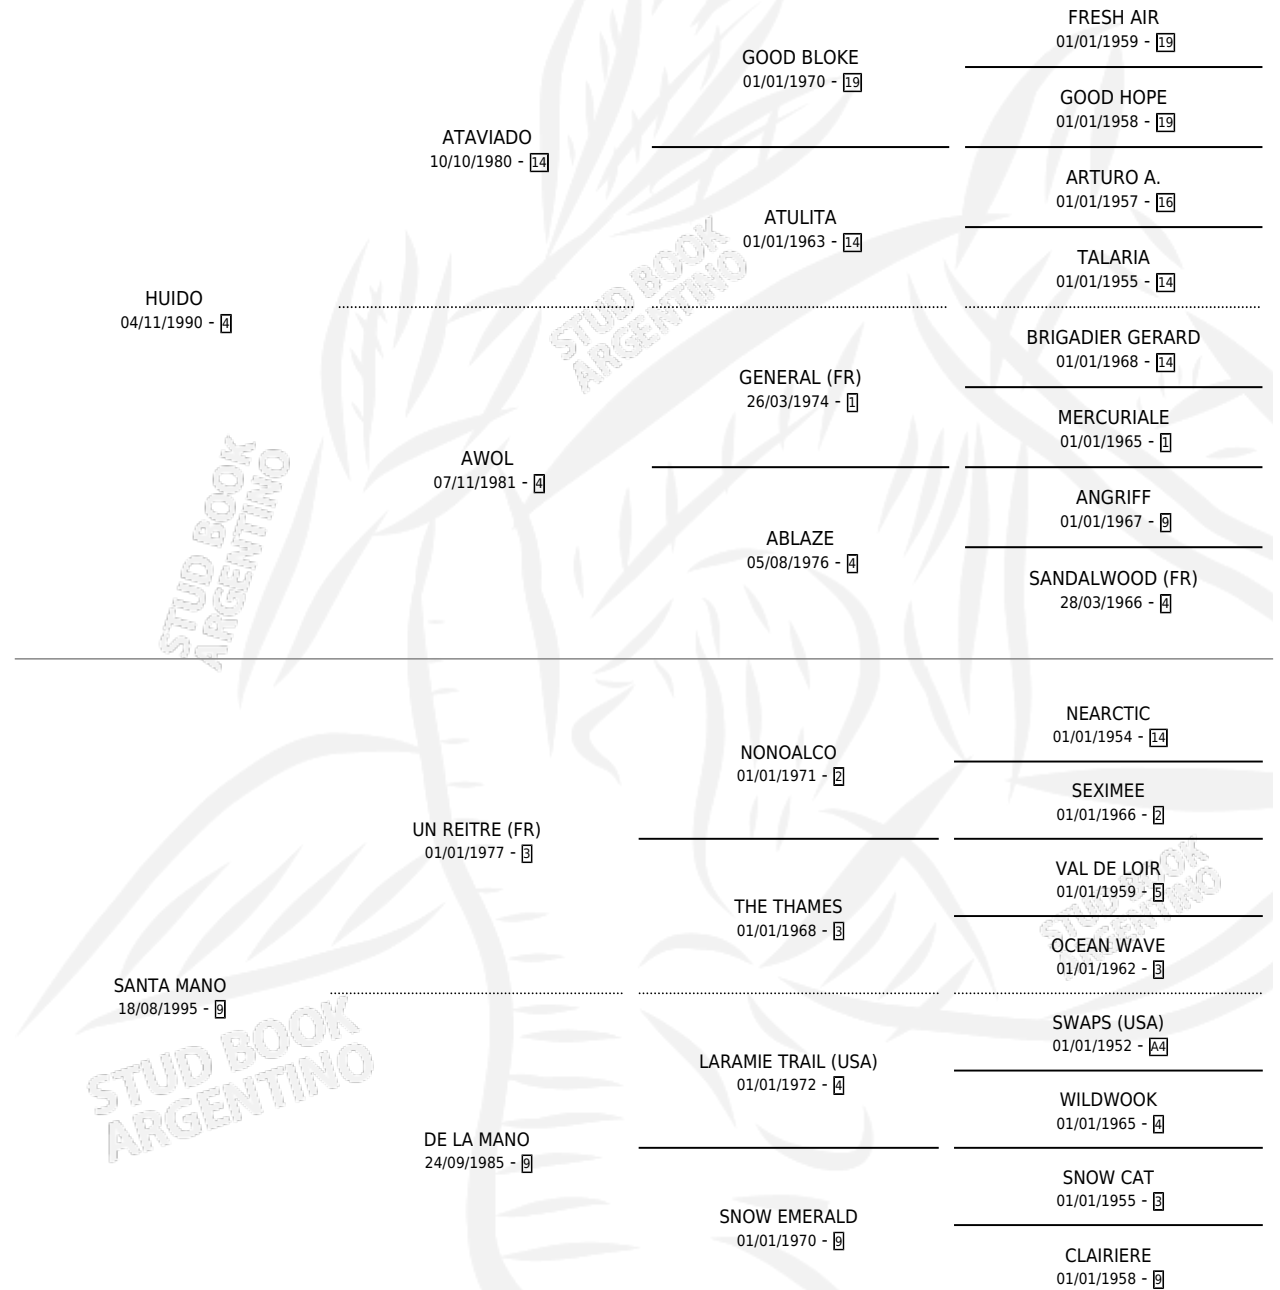 FRESH AIR
01/01/1959 - 19
GOOD BLOKE
01/01/1970 - 19
GOOD HOPE
01/01/1958 - 19
ATAVIADO
10/10/1980 - 14
ARTURO A.
01/01/1957 - 16
ATULITA
01/01/1963 - 14
TALARIA
01/01/1955 - 14
HUIDO
04/11/1990 - 4
BRIGADIER GERARD
01/01/1968 - 14
GENERAL (FR)
26/03/1974 - 1
MERCURIALE
01/01/1965 - 1
AWOL
07/11/1981 - 4
ANGRIFF
01/01/1967 - 9
ABLAZE
05/08/1976 - 4
SANDALWOOD (FR)
28/03/1966 - 4
STUD BOOK
ARGENTINO
STUD BOOK
ARGENTINO
NEARCTIC
01/01/1954 - 14
NONOALCO
01/01/1971 - 2
SEXIMEE
01/01/1966 - 2
UN REITRE (FR)
01/01/1977 - 3
VAL DE LOIR
01/01/1959 - 5
THE THAMES
01/01/1968 - 3
OCEAN WAVE
01/01/1962 - 3
SANTA MANO
18/08/1995 - 9
SWAPS (USA)
01/01/1952 - A4
LARAMIE TRAIL (USA)
01/01/1972 - 4
WILDWOOK
01/01/1965 - 4
DE LA MANO
24/09/1985 - 9
SNOW CAT
01/01/1955 - 3
SNOW EMERALD
01/01/1970 - 9
CLAIRIERE
01/01/1958 - 9
STUD BOOK
ARGENTINO
STUD BOOK
ARGENTINO